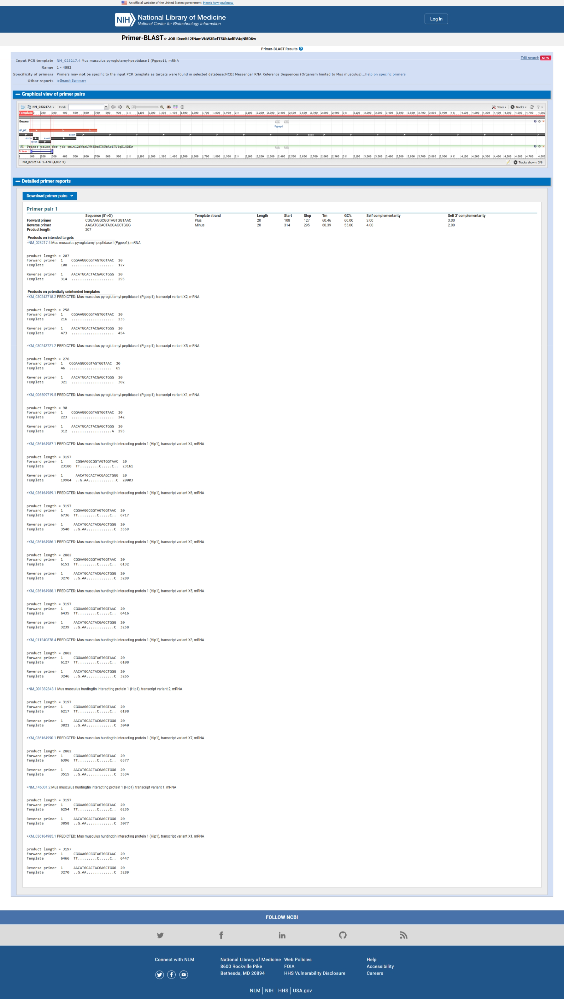 An official website of the United States government Here's how you know
NIH National Library of Medicine
National Center for Biotechnology Information
Log in
Primer-BLAST » JOB ID:cnit12fNamVNW3BefT5UbAclRV4qNl5DKw
Primer-BLAST Results
Edit search NEW
Input PCR template NM_023217.4 Mus musculus pyroglutamyl-peptidase I (Pgpep1), mRNA
Range 1 - 4882
Specificity of primers Primers may not be specific to the input PCR template as targets were found in selected database:NCBI Messenger RNA Reference Sequences (Organism limited to Mus musculus)...help on specific primers
Other reports Search Summary
Graphical view of primer pairs
NM_023217.4 Find: Tools Tracks ?
Template 200 300 400 500 600 700 800 900 1 K 1,100 1,200 1,300 1,400 1,500 1,600 1,700 1,800 1,900 2 K 2,100 2,200 2,300 2,400 2,500 2,600 2,700 2,800 2,900 3 K 3,100 3,200 3,300 3,400 3,500 3,600 3,700 3,800 3,900 4 K 4,100 4,200 4,300 4,400 4,500 4,600 4,700 4,882
Genes
Pgpep1
NP_07..
exon exon
exon exon
exon
(U) Primer pairs for job cnit12fNamVNW3BefT5UbAclRV4qNl5DKw
Primer 1
1 100 200 300 400 500 600 700 800 900 1 K 1,100 1,200 1,300 1,400 1,500 1,600 1,700 1,800 1,900 2 K 2,100 2,200 2,300 2,400 2,500 2,600 2,700 2,800 2,900 3 K 3,100 3,200 3,300 3,400 3,500 3,600 3,700 3,800 3,900 4 K 4,100 4,200 4,300 4,400 4,500 4,600 4,700 4,882
NM_023217.4: 1..4.9K (4,882 nt) Tracks shown: 3/6
Detailed primer reports
Download primer pairs
Primer pair 1
Sequence (5'->3') Template strand Length Start Stop Tm GC% Self complementarity Self 3' complementarity
Forward primer CGGAAGGCGGTAGTGGTAAC Plus 20 108 127 60.46 60.00 3.00 3.00
Reverse primer AACATGCACTACGAGCTGGG Minus 20 314 295 60.39 55.00 4.00 2.00
Product length 207
Products on intended targets
>NM_023217.4 Mus musculus pyroglutamyl-peptidase I (Pgpep1), mRNA
product length = 207
Forward primer 1 CGGAAGGCGGTAGTGGTAAC 20
Template 108 .................... 127
Reverse primer 1 AACATGCACTACGAGCTGGG 20
Template 314 .................... 295
Products on potentially unintended templates
>XM_030243718.2 PREDICTED: Mus musculus pyroglutamyl-peptidase I (Pgpep1), transcript variant X2, mRNA
product length = 258
Forward primer 1 CGGAAGGCGGTAGTGGTAAC 20
Template 216 .................... 235
Reverse primer 1 AACATGCACTACGAGCTGGG 20
Template 473 .................... 454
>XM_030243721.2 PREDICTED: Mus musculus pyroglutamyl-peptidase I (Pgpep1), transcript variant X5, mRNA
product length = 276
Forward primer 1 CGGAAGGCGGTAGTGGTAAC 20
Template 46 .................... 65
Reverse primer 1 AACATGCACTACGAGCTGGG 20
Template 321 .................... 302
>XM_006509719.5 PREDICTED: Mus musculus pyroglutamyl-peptidase I (Pgpep1), transcript variant X1, mRNA
product length = 90
Forward primer 1 CGGAAGGCGGTAGTGGTAAC 20
Template 223 .................... 242
Reverse primer 1 AACATGCACTACGAGCTGGG 20
Template 312 ...................A 293
>XM_036164987.1 PREDICTED: Mus musculus huntingtin interacting protein 1 (Hip1), transcript variant X4, mRNA
product length = 3197
Forward primer 1 CGGAAGGCGGTAGTGGTAAC 20
Template 23180 TT.........C.....C.. 23161
Reverse primer 1 AACATGCACTACGAGCTGGG 20
Template 19984 ..G.AA.............C 20003
>XM_036164989.1 PREDICTED: Mus musculus huntingtin interacting protein 1 (Hip1), transcript variant X6, mRNA
product length = 3197
Forward primer 1 CGGAAGGCGGTAGTGGTAAC 20
Template 6736 TT.........C.....C.. 6717
Reverse primer 1 AACATGCACTACGAGCTGGG 20
Template 3540 ..G.AA.............C 3559
>XM_036164986.1 PREDICTED: Mus musculus huntingtin interacting protein 1 (Hip1), transcript variant X2, mRNA
product length = 2882
Forward primer 1 CGGAAGGCGGTAGTGGTAAC 20
Template 6151 TT.........C.....C.. 6132
Reverse primer 1 AACATGCACTACGAGCTGGG 20
Template 3270 ..G.AA.............C 3289
>XM_036164988.1 PREDICTED: Mus musculus huntingtin interacting protein 1 (Hip1), transcript variant X5, mRNA
product length = 3197
Forward primer 1 CGGAAGGCGGTAGTGGTAAC 20
Template 6435 TT.........C.....C.. 6416
Reverse primer 1 AACATGCACTACGAGCTGGG 20
Template 3239 ..G.AA.............C 3258
>XM_011240878.4 PREDICTED: Mus musculus huntingtin interacting protein 1 (Hip1), transcript variant X3, mRNA
product length = 2882
Forward primer 1 CGGAAGGCGGTAGTGGTAAC 20
Template 6127 TT.........C.....C.. 6108
Reverse primer 1 AACATGCACTACGAGCTGGG 20
Template 3246 ..G.AA.............C 3265
>NM_001382848.1 Mus musculus huntingtin interacting protein 1 (Hip1), transcript variant 2, mRNA
product length = 3197
Forward primer 1 CGGAAGGCGGTAGTGGTAAC 20
Template 6217 TT.........C.....C.. 6198
Reverse primer 1 AACATGCACTACGAGCTGGG 20
Template 3021 ..G.AA.............C 3040
>XM_036164990.1 PREDICTED: Mus musculus huntingtin interacting protein 1 (Hip1), transcript variant X7, mRNA
product length = 2882
Forward primer 1 CGGAAGGCGGTAGTGGTAAC 20
Template 6396 TT.........C.....C.. 6377
Reverse primer 1 AACATGCACTACGAGCTGGG 20
Template 3515 ..G.AA.............C 3534
>NM_146001.2 Mus musculus huntingtin interacting protein 1 (Hip1), transcript variant 1, mRNA
product length = 3197
Forward primer 1 CGGAAGGCGGTAGTGGTAAC 20
Template 6254 TT.........C.....C.. 6235
Reverse primer 1 AACATGCACTACGAGCTGGG 20
Template 3058 ..G.AA.............C 3077
>XM_036164985.1 PREDICTED: Mus musculus huntingtin interacting protein 1 (Hip1), transcript variant X1, mRNA
product length = 3197
Forward primer 1 CGGAAGGCGGTAGTGGTAAC 20
Template 6466 TT.........C.....C.. 6447
Reverse primer 1 AACATGCACTACGAGCTGGG 20
Template 3270 ..G.AA.............C 3289
FOLLOW NCBI
Connect with NLM
National Library of Medicine
8600 Rockville Pike
Bethesda, MD 20894
Web Policies
FOIA
HHS Vulnerability Disclosure
Help
Accessibility
Careers
NLM | NIH | HHS | USA.gov